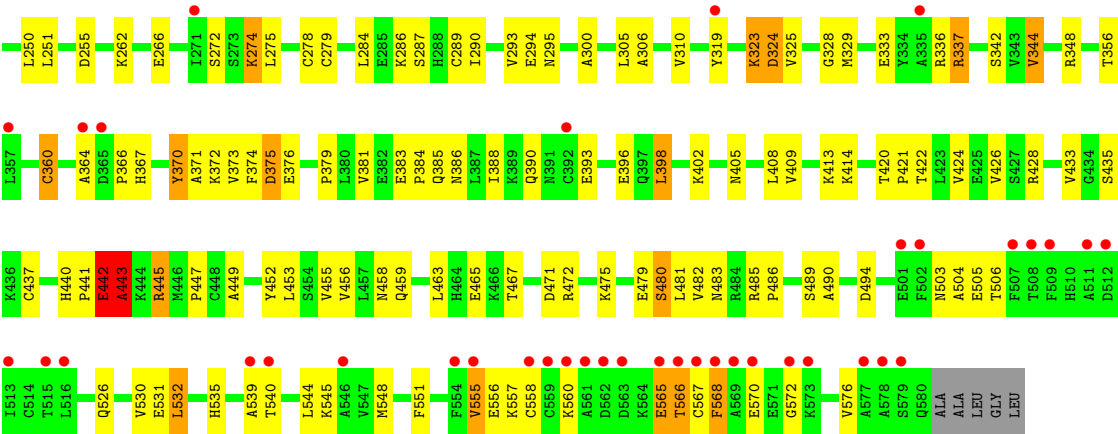 L250 L251 D255 K262 E266 I271 S272 S273 K274 L275 C278 C279 L284 E285 K286 S287 H288 C289 I290 V293 E294 N295 A300 L305 A306 V310 Y319 K323 D324 V325 G328 M329 E333 Y334 A335 R336 R337 S342 V343 V344 R348 T356
L357 C360 A364 D365 P366 H367 Y370 A371 K372 V373 F374 D375 E376 P379 L380 V381 E382 E383 P384 Q385 N386 L387 I388 K389 Q390 N391 C392 E393 E396 Q397 L398 K402 N405 L408 V409 K413 K414 T420 P421 T422 L423 V424 E425 V426 S427 R428 V433 G434 S435
K436 C437 H440 P441 E442 A443 K444 R445 M446 P447 C448 A449 Y452 L453 S454 V455 V456 L457 N458 Q459 L463 H464 E465 K466 T467 D471 R472 K475 E479 S480 L481 V482 N483 R484 R485 P486 S489 A490 D494 E501 F502 N503 A504 E505 T506 F507 T508 F509 H510 A511 D512
I513 C514 T515 L516 Q526 V530 E531 L532 H535 A539 T540 L544 K545 A546 V547 M548 F551 F554 V555 E556 K557 C558 C559 K560 A561 D562 D563 K564 E565 T566 C567 F568 A569 E570 E571 G572 K573 V576 A577 A578 S579 Q580 ALA ALA LEU GLY LEU